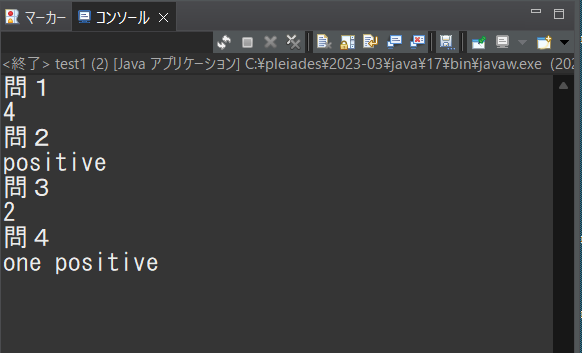 マーカー コンソール
<終了> test1 (2) [Java アプリケーション] C:¥pleiades¥2023-03¥java¥17¥bin¥javaw.exe (202
問１
4
問２
positive
問３
2
問４
one positive